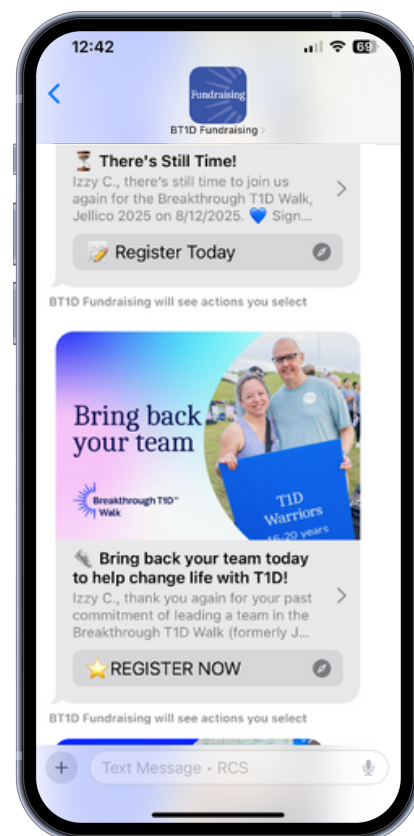 12:42
69
Fundraising
BT1D Fundraising
There's Still Time!
Izzy C., there's still time to join us
again for the Breakthrough T1D Walk,
Jellico 2025 on 8/12/2025. 💙 Sign...
📝 Register Today
BT1D Fundraising will see actions you select
Bring back
your team
Breakthrough T1D™
Walk
T1D
Warriors
16-20 years
Bring back your team today
to help change life with T1D!
Izzy C., thank you again for your past
commitment of leading a team in the
Breakthrough T1D Walk (formerly J...
⭐ REGISTER NOW
BT1D Fundraising will see actions you select
Text Message • RCS